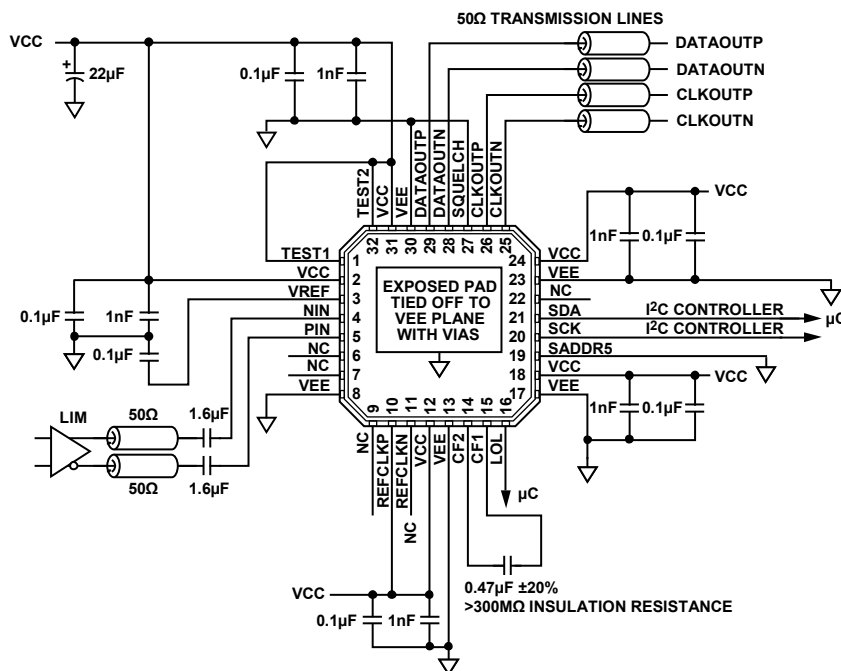 50Ω TRANSMISSION LINES
VCC
DATAOUTP
DATAOUTN
CLKOUTP
CLKOUTN
+
22µF
0.1µF
1nF
TEST2
VCC
VEE
DATAOUTP
DATAOUTN
SQUELCH
CLKOUTP
CLKOUTN
32
31
30
29
28
27
26
25
TEST1
1
VCC
2
VREF
3
NIN
4
PIN
5
NC
6
NC
7
VEE
8
0.1µF
1nF
0.1µF
EXPOSED PAD
TIED OFF TO
VEE PLANE
WITH VIAS
24
VCC
23
VEE
22
NC
21
SDA
20
SCK
19
SADDR5
18
VCC
17
VEE
VCC
1nF
0.1µF
I2C CONTROLLER
I2C CONTROLLER
µC
VCC
1nF
0.1µF
LIM
50Ω
1.6µF
50Ω
1.6µF
9
10
11
12
13
14
15
16
NC
REFCLKP
REFCLKN
VCC
VEE
CF2
CF1
LOL
NC
µC
VCC
0.1µF
1nF
0.47µF ±20%
>300MΩ INSULATION RESISTANCE